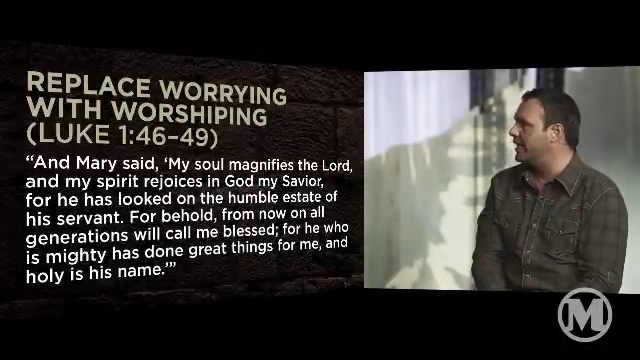 REPLACE WORRYING
WITH WORSHIPING
(LUKE 1:46–49)
“And Mary said, ‘My soul magnifies the Lord,
and my spirit rejoices in God my Savior,
for he has looked on the humble estate of
his servant. For behold, from now on all
generations will call me blessed; for he who
is mighty has done great things for me, and
holy is his name.’”
M